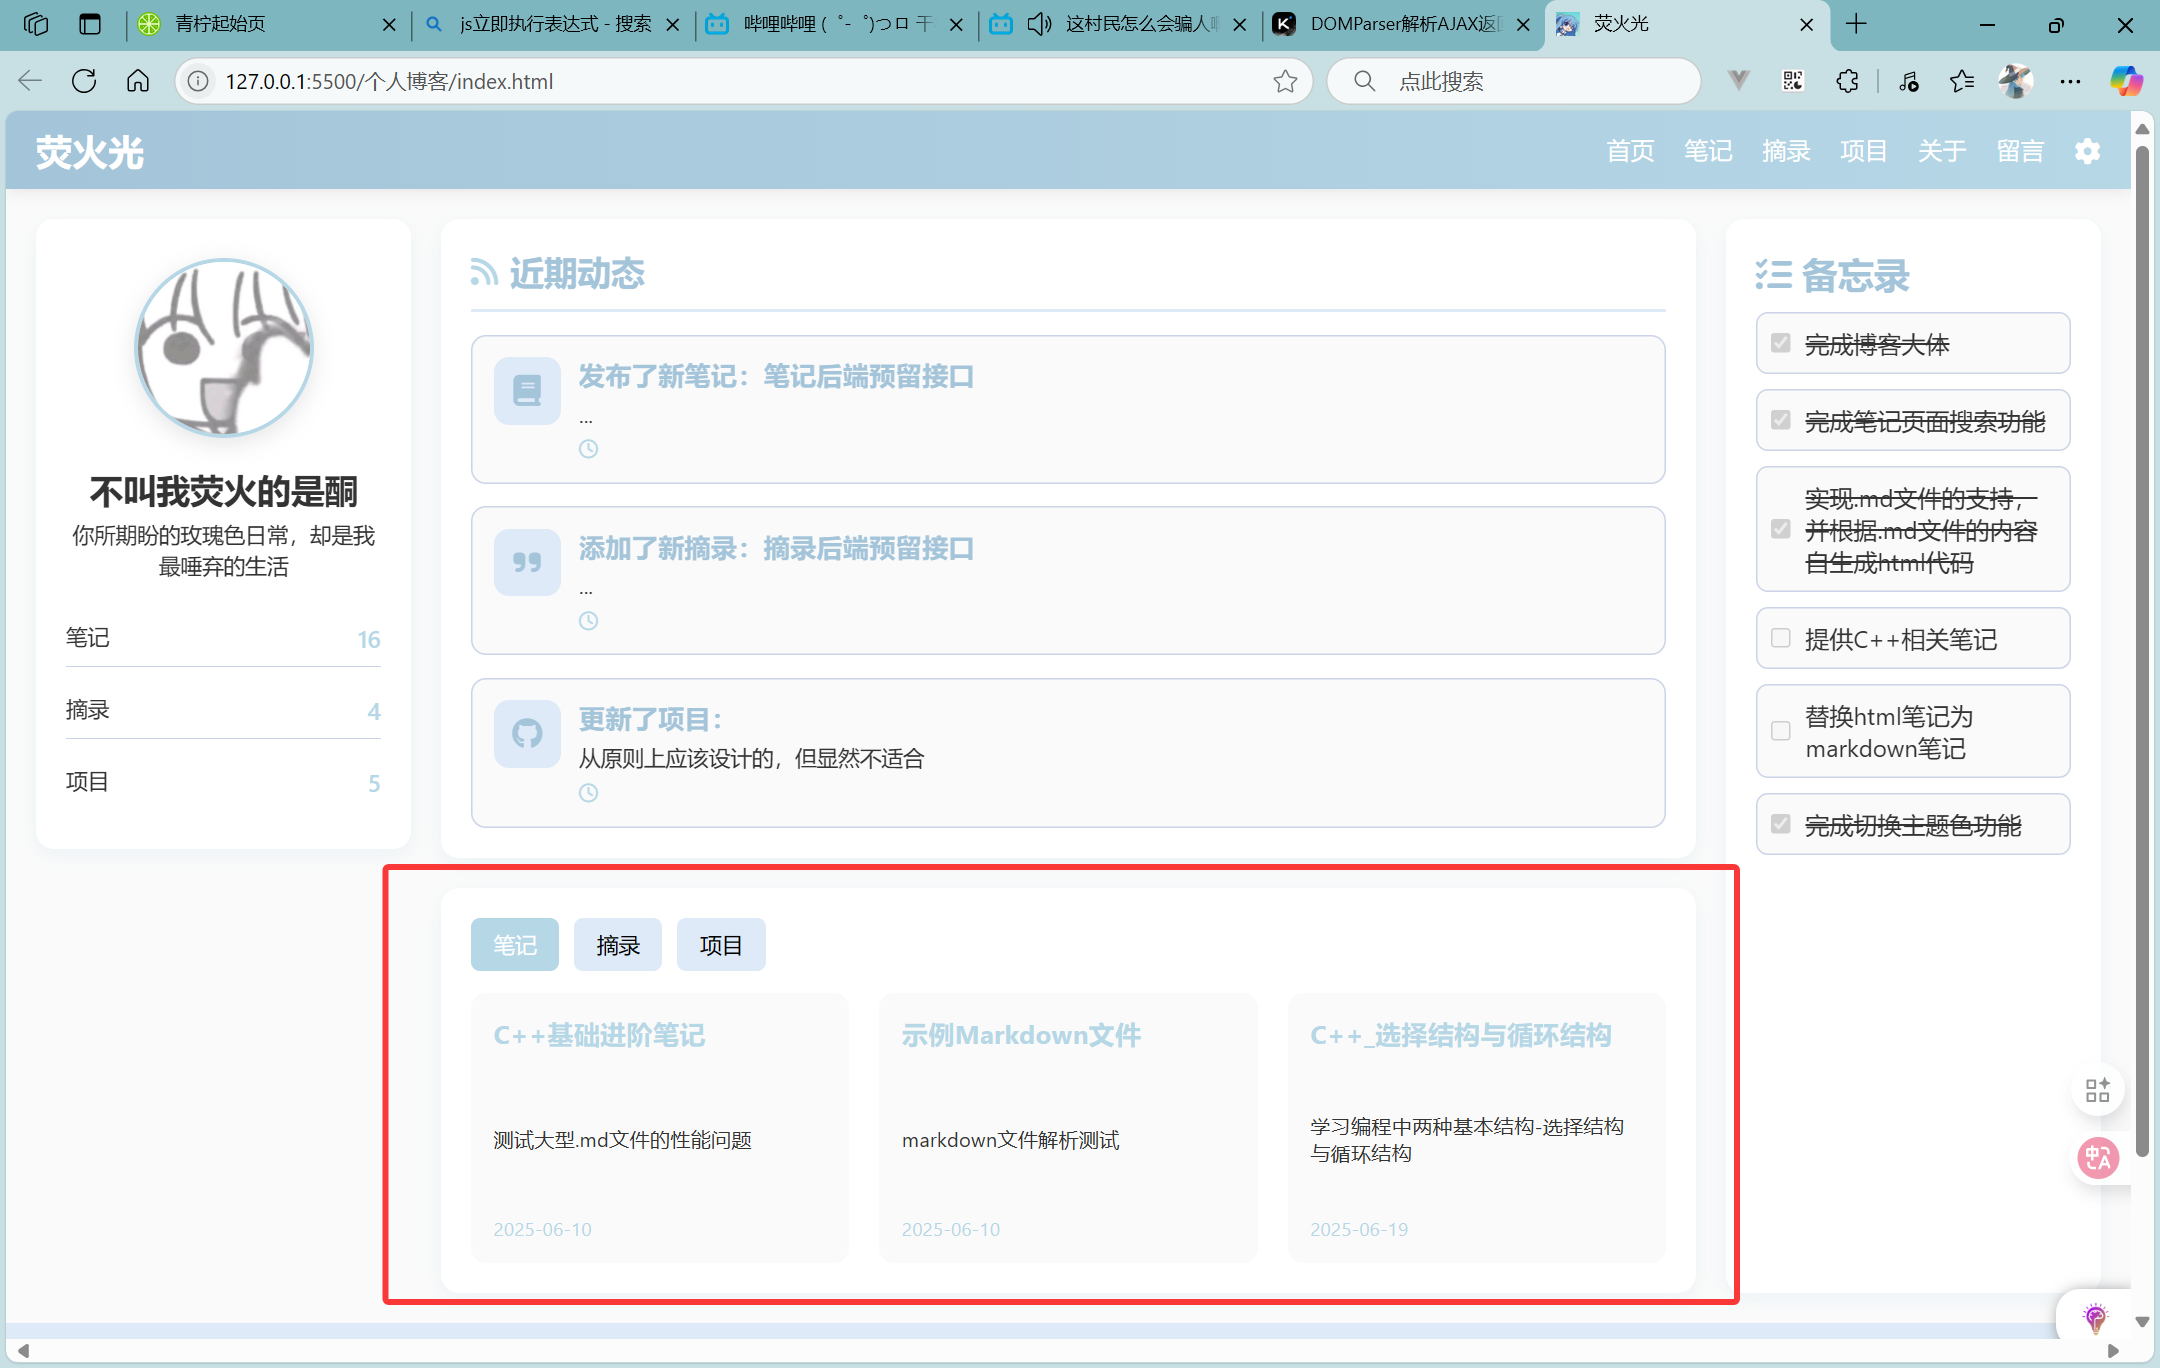 青柠起始页
js立即执行表达式 - 搜索
哔哩哔哩 (゜-゜)つロ 干
这村民怎么会骗人
DOMParser解析AJAX返
荧火光
127.0.0.1:5500/个人博客/index.html
点此搜索
荧火光
首页 笔记 摘录 项目 关于 留言
不叫我荧火的是酮
你所期盼的玫瑰色日常，却是我
最唾弃的生活
笔记 16
摘录 4
项目 5
近期动态
发布了新笔记：笔记后端预留接口
...
添加了新摘录：摘录后端预留接口
...
更新了项目：
从原则上应该设计的，但显然不适合
笔记 摘录 项目
C++基础进阶笔记
测试大型.md文件的性能问题
2025-06-10
示例Markdown文件
markdown文件解析测试
2025-06-10
C++_选择结构与循环结构
学习编程中两种基本结构-选择结构
与循环结构
2025-06-19
备忘录
完成博客大体
完成笔记页面搜索功能
实现.md文件的支持，
并根据.md文件的内容
自生成html代码
提供C++相关笔记
替换html笔记为
markdown笔记
完成切换主题色功能
中A